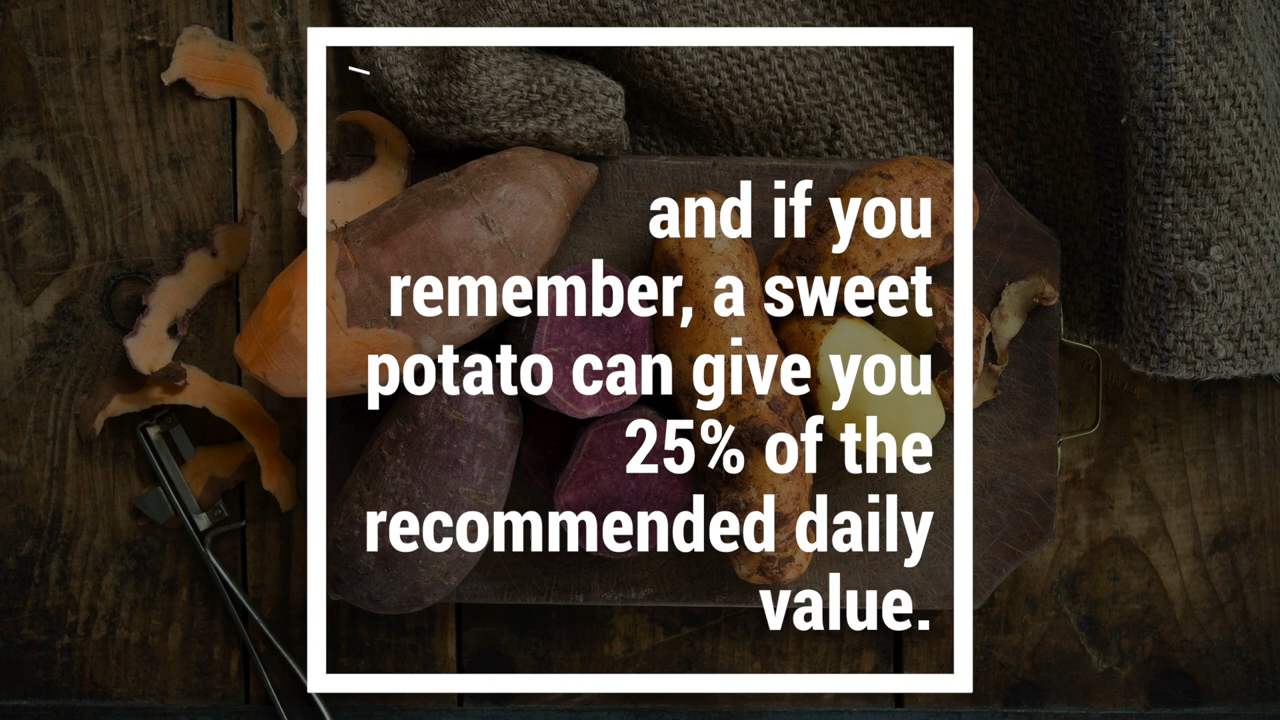 and if you
remember, a sweet
potato can give you
25% of the
recommended daily
value.